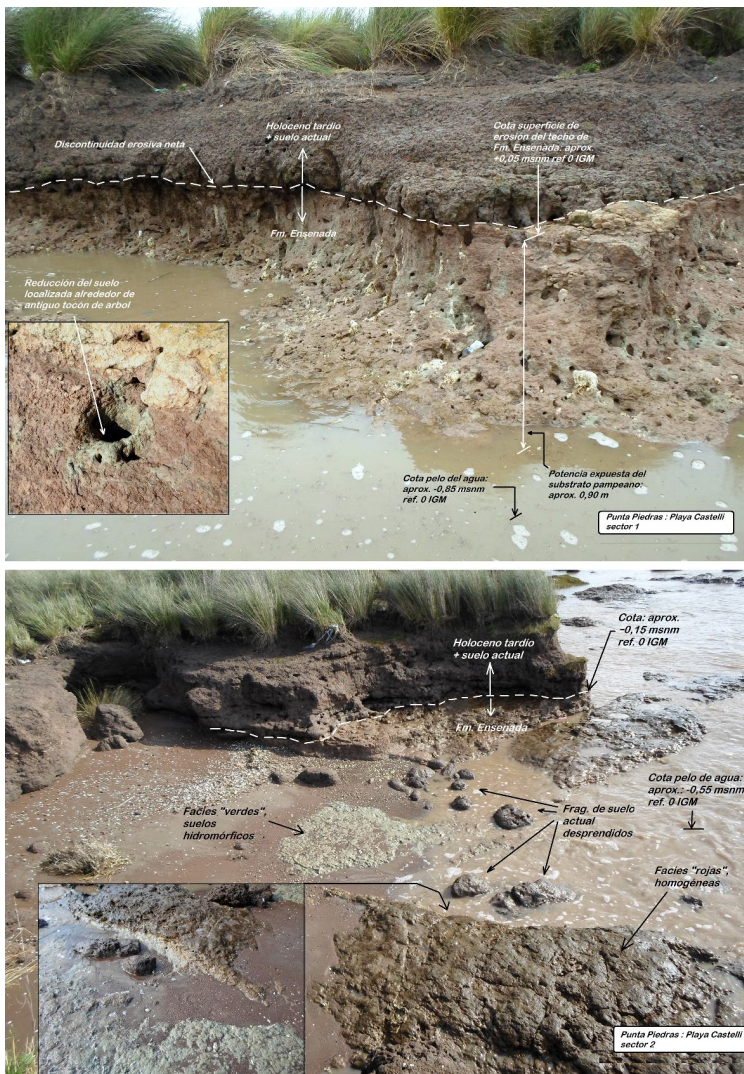 Holoceno tardio
+ suelo actual
Discontinuidad erosiva neta
Cota superficie de
erosión del techo de
Fm. Ensenada: aprox.
+0,05 msnm ref 0 IGM
Fm. Ensenada
Reducción del suelo
localizada alrededor de
antiguo tocón de arbol
Cota pelo del agua:
aprox. -0,85 msnm
ref. 0 IGM
Potencia expuesta del
substrato pampeano:
aprox. 0,90 m
Punta Piedras : Playa Castelli
sector 1
Cota: aprox.
-0,15 msnm
ref. 0 IGM
Holoceno tardio
+ suelo actual
Fm. Ensenada
Cota pelo de agua:
aprox.: -0,55 msnm
ref. 0 IGM
Facies "verdes",
suelos
hidromórficos
Frag. de suelo
actual
desprendidos
Facies "rojas",
homogéneas
Punta Piedras : Playa Castelli
sector 2